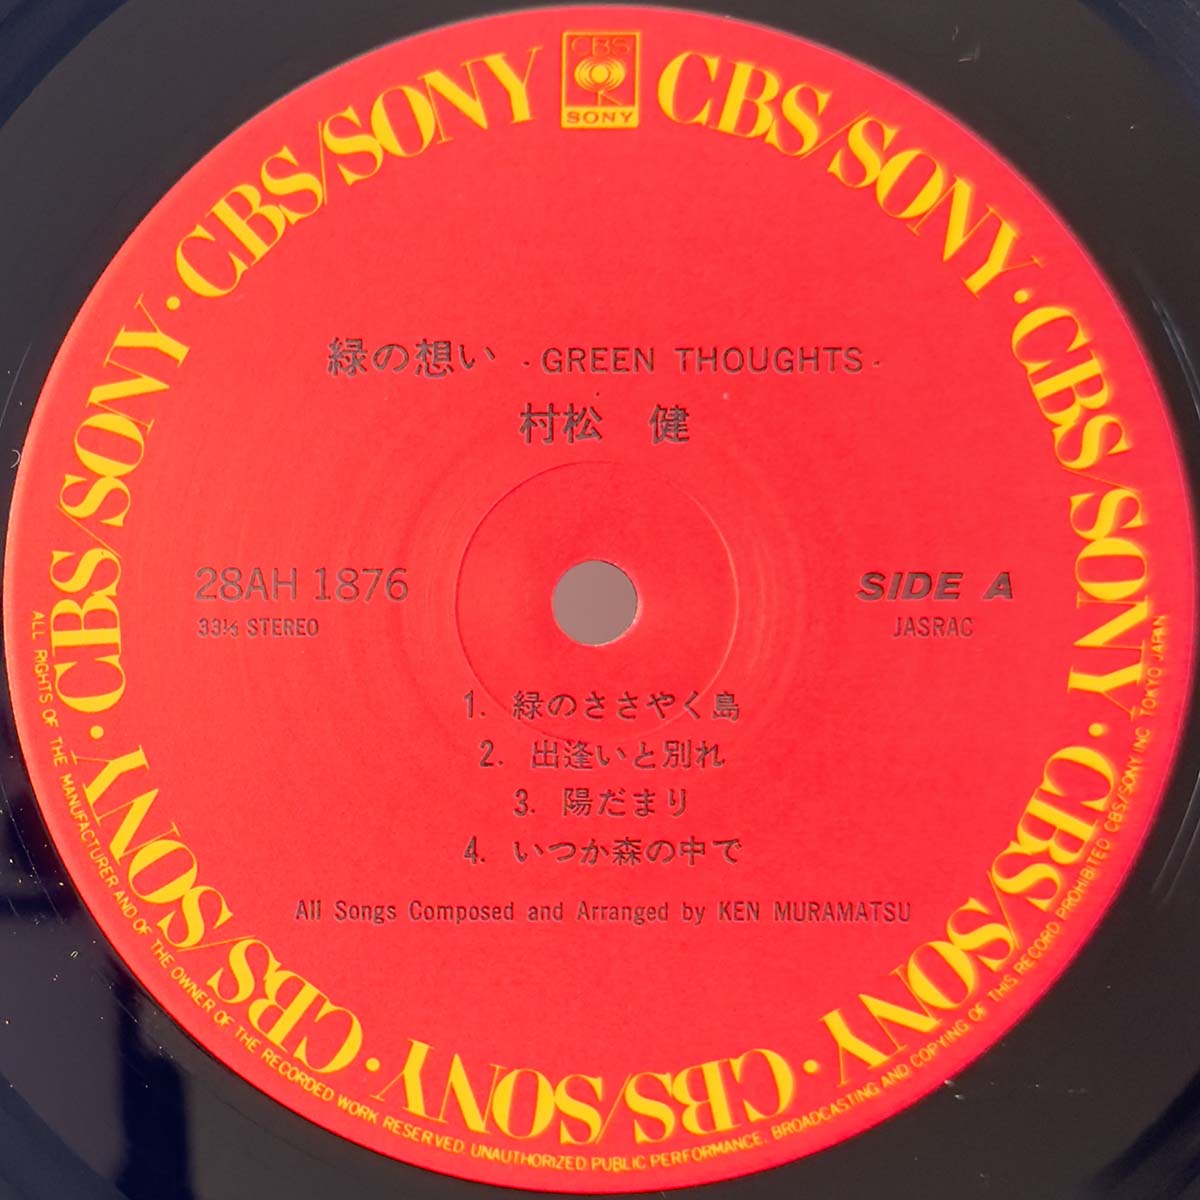 CBS
SONY
CBS/SONY · CBS/SONY · CBS/SONY · CBS/SONY · CBS/SONY · CBS/SONY · CBS/SONY · CBS/SONY · CBS/SONY
緑の想い - GREEN THOUGHTS -
村松 健
28AH 1876
SIDE A
33⅓ STEREO
JASRAC
1. 緑のささやく島
2. 出逢いと別れ
3. 陽だまり
4. いつか森の中で
All Songs Composed and Arranged by KEN MURAMATSU
ALL RIGHTS OF THE MANUFACTURER AND OF THE OWNER OF THE RECORDED WORK RESERVED. UNAUTHORIZED PUBLIC PERFORMANCE, BROADCASTING AND COPYING OF THIS RECORD PROHIBITED CBS/SONY INC TOKYO JAPAN